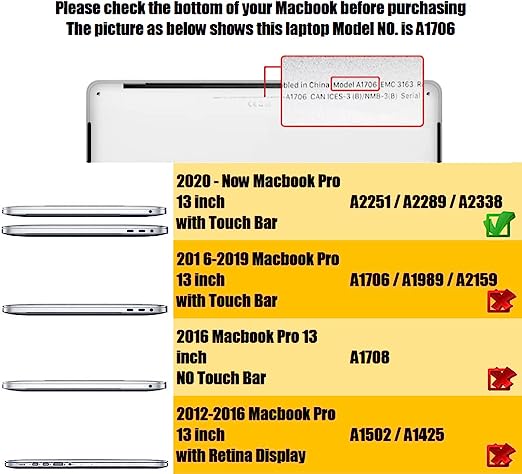 Please check the bottom of your Macbook before purchasing
The picture as below shows this laptop Model NO. is A1706
bled in China Model A1706 EMC 3163 R
-A1706 CAN ICES-3 (B)/NMB-3(B) Serial
2020 - Now Macbook Pro
13 inch A2251 / A2289 / A2338
with Touch Bar
201 6-2019 Macbook Pro
13 inch A1706 / A1989 / A2159
with Touch Bar
2016 Macbook Pro 13
inch A1708
NO Touch Bar
2012-2016 Macbook Pro
13 inch A1502 / A1425
with Retina Display